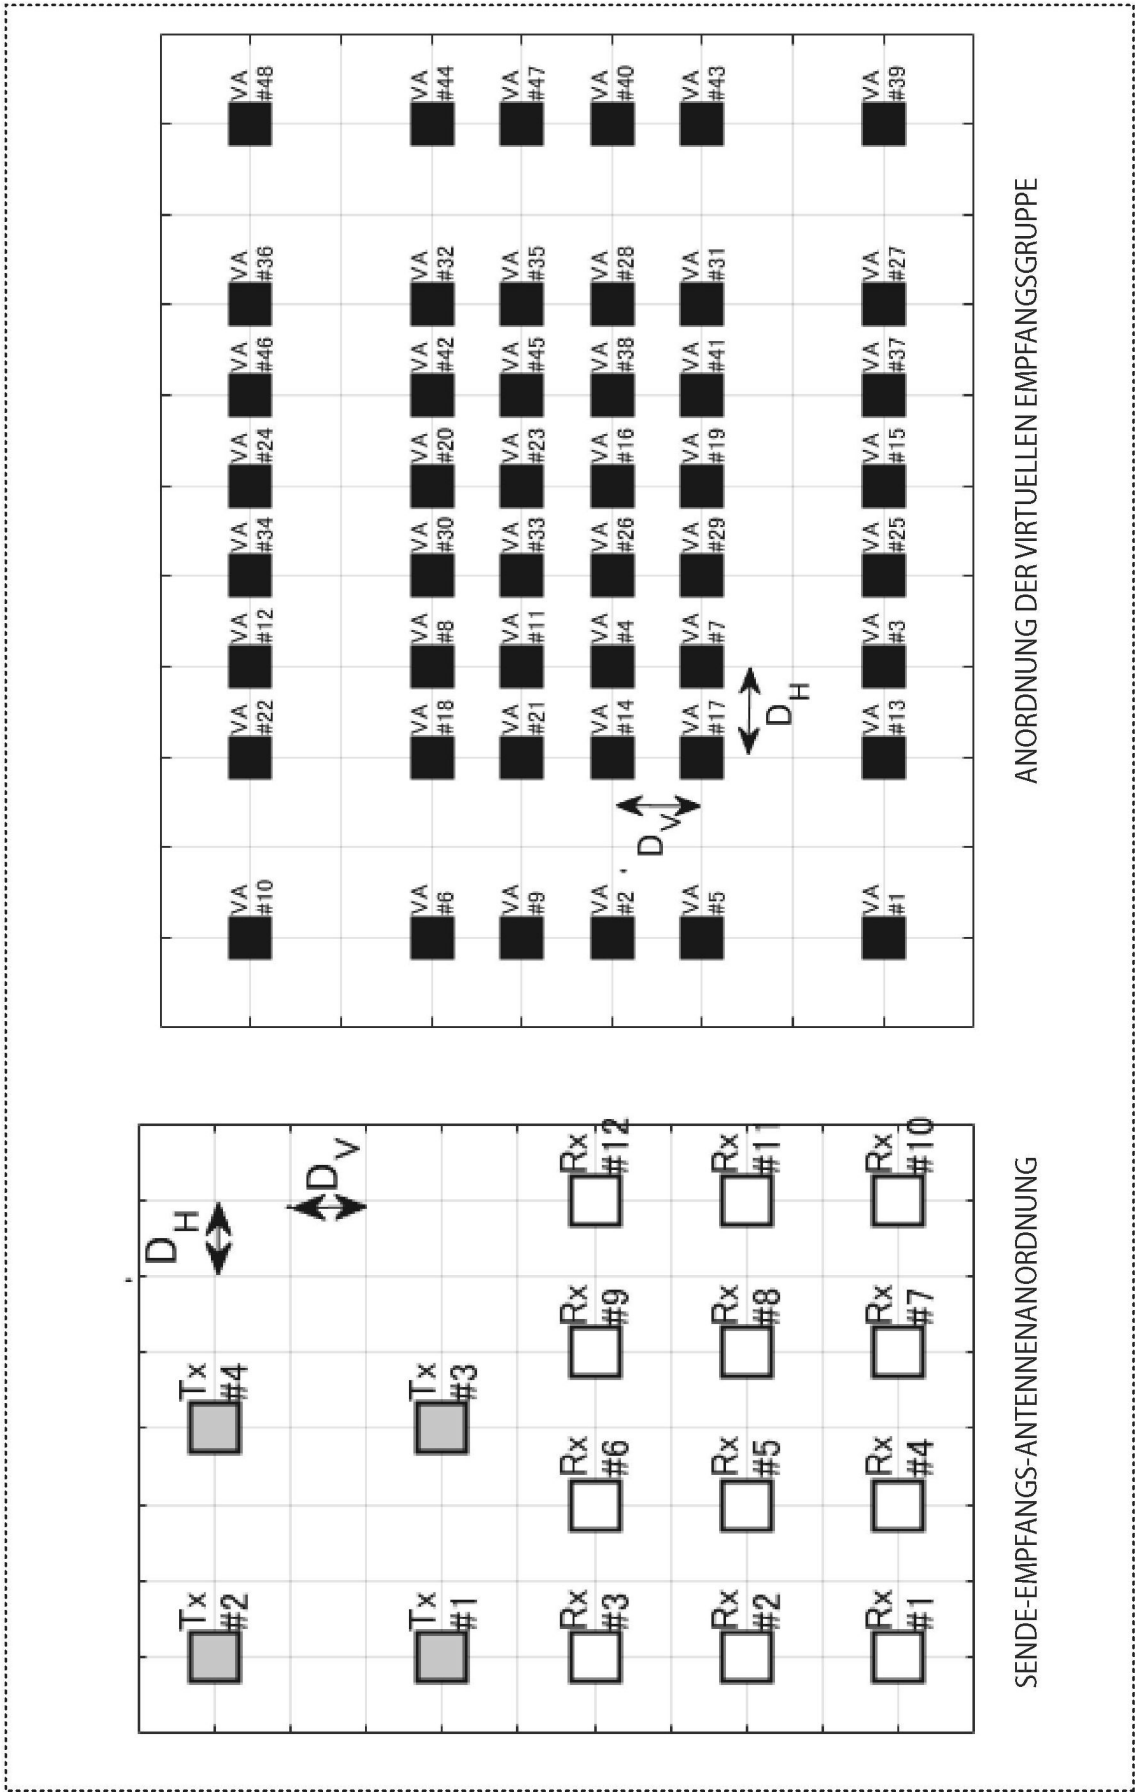 D H
Tx Tx
#2 #4
D V
Tx Tx
#1 #3
Rx Rx Rx Rx
#3 #6 #9 #12
Rx Rx Rx Rx
#2 #5 #8 #11
Rx Rx Rx Rx
#1 #4 #7 #10
SENDE-EMPFANGS-ANTENNENANORDNUNG
VA VA VA VA VA VA VA VA
#10 #22 #12 #34 #24 #46 #36 #48
VA VA VA VA VA VA VA VA
#6 #18 #8 #30 #20 #42 #32 #44
VA VA VA VA VA VA VA VA
#9 #21 #11 #33 #23 #45 #35 #47
VA VA VA VA VA VA VA VA
#2 #14 #4 #26 #16 #38 #28 #40
D V
VA VA VA VA VA VA VA VA
#5 #17 #7 #29 #19 #41 #31 #43
D H
VA VA VA VA VA VA VA VA
#1 #13 #3 #25 #15 #37 #27 #39
ANORDNUNG DER VIRTUELLEN EMPFANGSGRUPPE